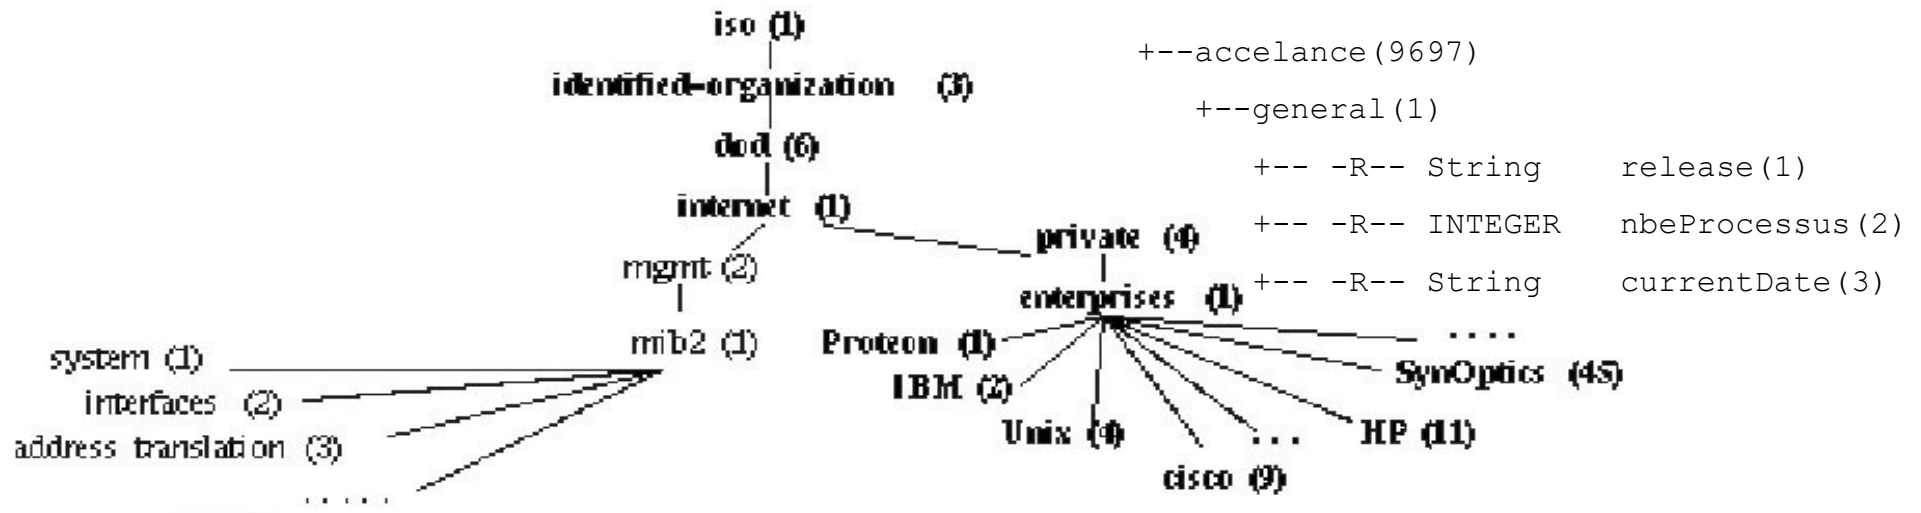 iso (1)
identified-organization (3)
dod (6)
internet (1)
mgmt (2)
private (4)
mib2 (1)
enterprises (1)
system (1)
interfaces (2)
address translation (3)
.....
Proteon (1)
IBM (2)
Unix (4)
cisco (9)
...
HP (11)
SynOptics (45)
....
+--accelance(9697)
+--general(1)
+-- -R-- String release(1)
+-- -R-- INTEGER nbeProcessus(2)
+-- -R-- String currentDate(3)